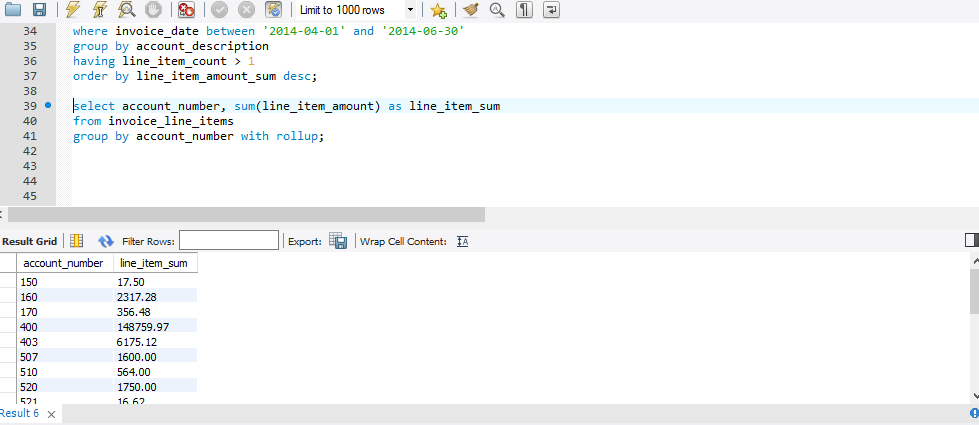 Limit to 1000 rows
34 where invoice_date between '2014-04-01' and '2014-06-30'
35 group by account_description
36 having line_item_count > 1
37 order by line_item_amount_sum desc;
38
39 select account_number, sum(line_item_amount) as line_item_sum
40 from invoice_line_items
41 group by account_number with rollup;
42
43
44
45
Result Grid Filter Rows: Export: Wrap Cell Content: IA
account_number line_item_sum
150 17.50
160 2317.28
170 356.48
400 148759.97
403 6175.12
507 1600.00
510 564.00
520 1750.00
521 16.62
Result 6